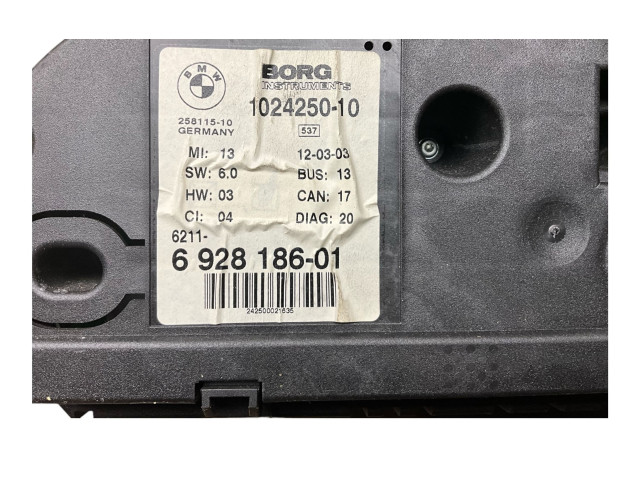 BMW
BORG
INSTRUMENTS
1024250-10
258115-10
GERMANY
537
MI: 13 12-03-03
SW: 6.0 BUS: 13
HW: 03 CAN: 17
CI: 04 DIAG: 20
6211-
6 928 186-01
242500021635